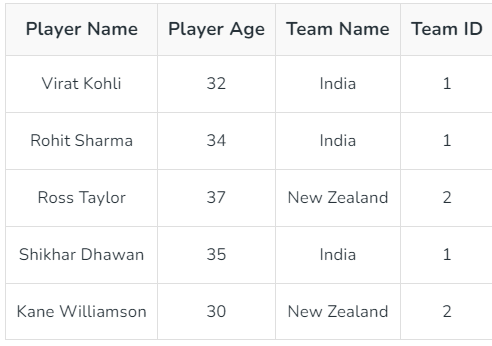 Player Name Player Age Team Name Team ID
Virat Kohli 32 India 1
Rohit Sharma 34 India 1
Ross Taylor 37 New Zealand 2
Shikhar Dhawan 35 India 1
Kane Williamson 30 New Zealand 2